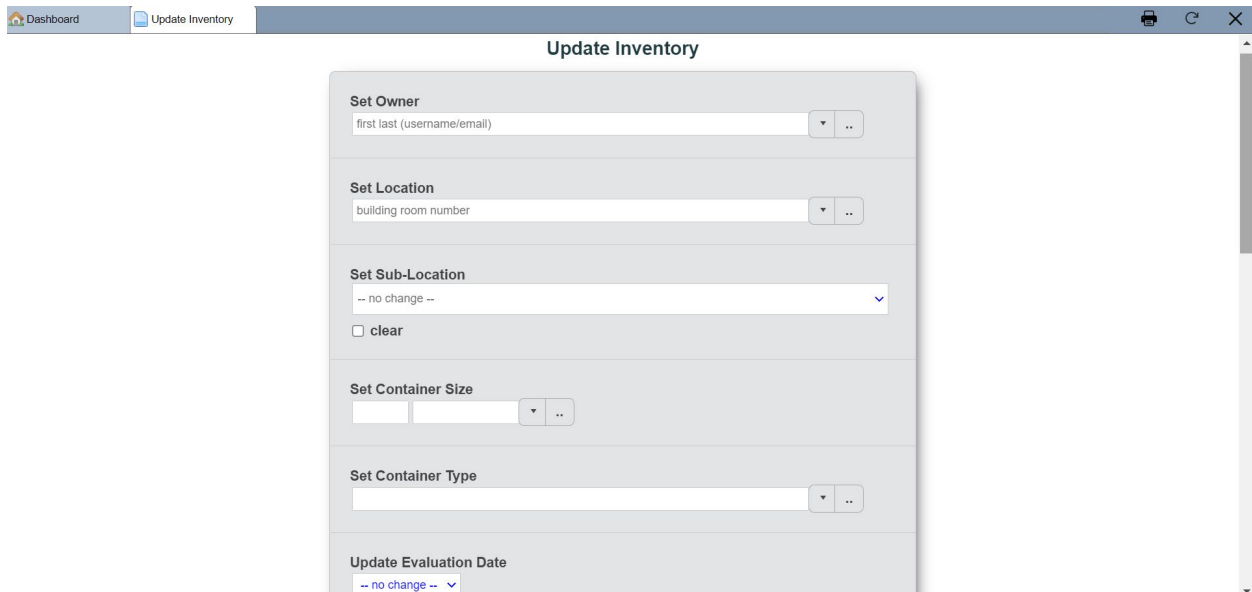 Dashboard
Update Inventory
Update Inventory
Set Owner
first last (username/email)
..
Set Location
building room number
..
Set Sub-Location
-- no change --
clear
Set Container Size
..
Set Container Type
..
Update Evaluation Date
-- no change --